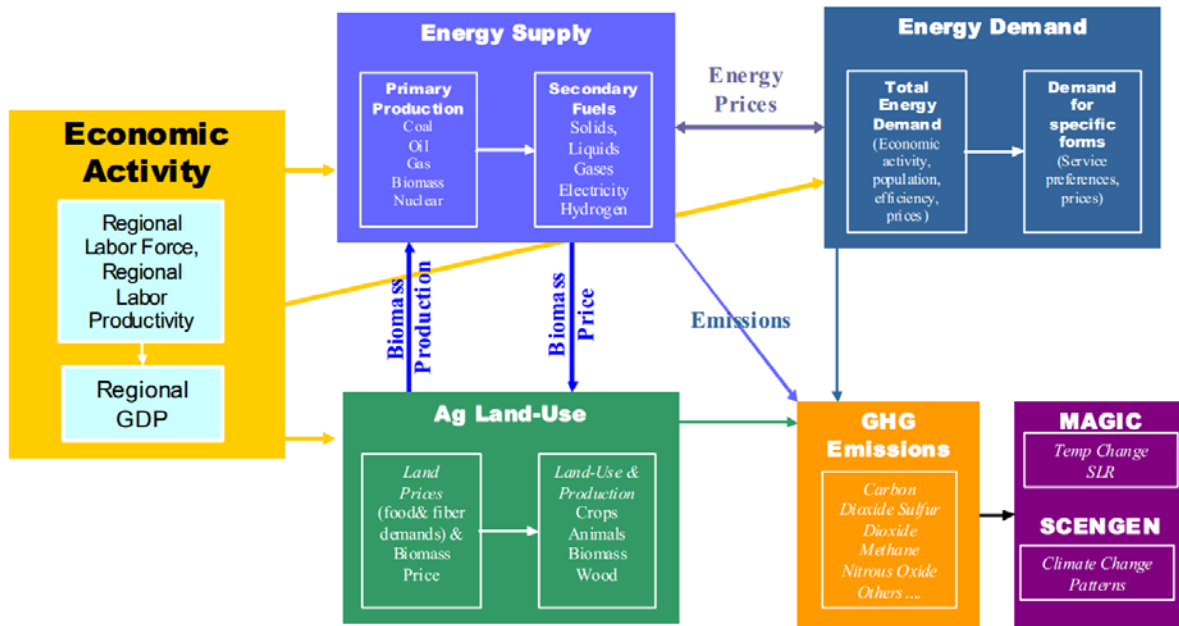 Economic
Activity
Regional
Labor Force,
Regional
Labor
Productivity
Regional
GDP
Energy Supply
Primary
Production
Coal
Oil
Gas
Biomass
Nuclear
Secondary
Fuels
Solids,
Liquids
Gases
Electricity
Hydrogen
Energy
Prices
Energy Demand
Total
Energy
Demand
(Economic
activity,
population,
efficiency,
prices)
Demand
for
specific
forms
(Service
preferences,
prices)
Biomass
Production
Biomass
Price
Emissions
Ag Land-Use
Land
Prices
(food& fiber
demands) &
Biomass
Price
Land-Use &
Production
Crops
Animals
Biomass
Wood
GHG
Emissions
Carbon
Dioxide Sulfur
Dioxide
Methane
Nitrous Oxide
Others ....
MAGIC
Temp Change
SLR
SCENGEN
Climate Change
Patterns